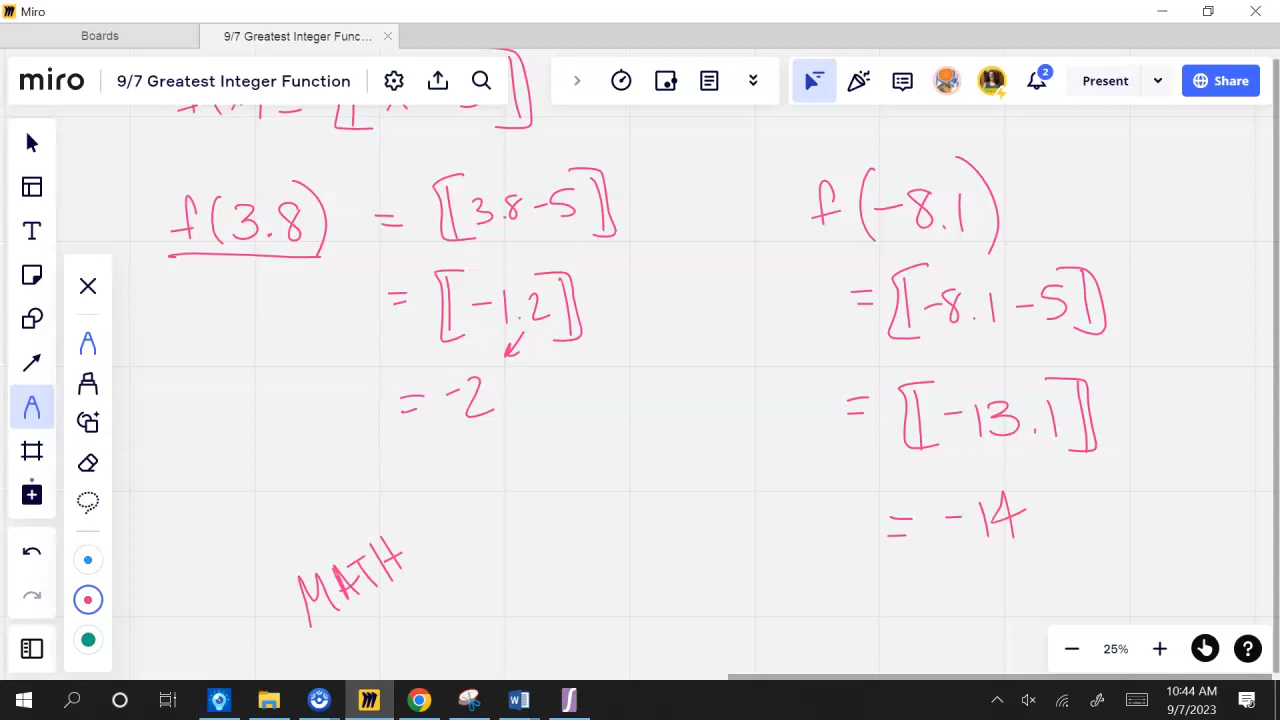 Miro
Boards
9/7 Greatest Integer Func...
miro
9/7 Greatest Integer Function
2
Present
Share
f(3.8) = [[3.8-5]]
= [[-1.2]]
= -2
f(-8.1)
= [[-8.1-5]]
= [[-13.1]]
= -14
MATH
25%
10:44 AM
9/7/2023